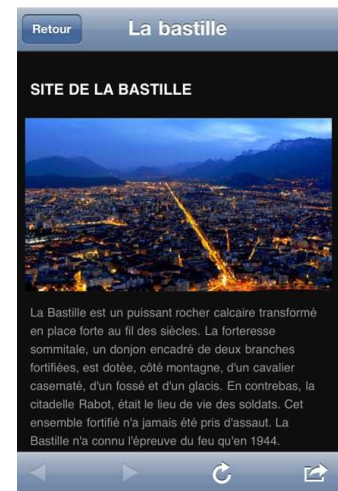 Retour
La bastille
SITE DE LA BASTILLE
La Bastille est un puissant rocher calcaire transformé
en place forte au fil des siècles. La forteresse
sommitale, un donjon encadré de deux branches
fortifiées, est dotée, côté montagne, d'un cavalier
casematé, d'un fossé et d'un glacis. En contrebas, la
citadelle Rabot, était le lieu de vie des soldats. Cet
ensemble fortifié n'a jamais été pris d'assaut. La
Bastille n'a connu l'épreuve du feu qu'en 1944.